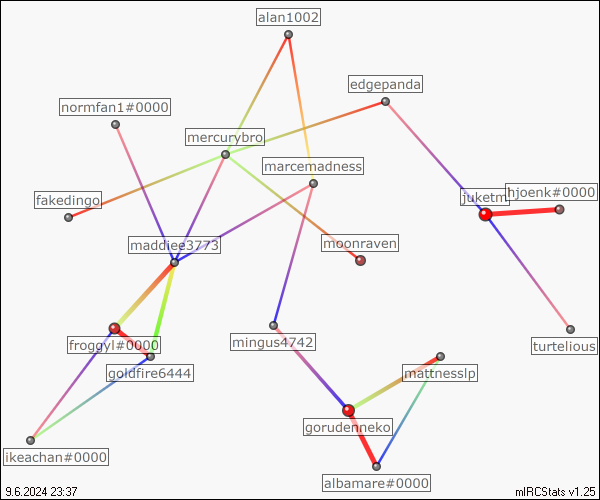 alan1002
edgepanda
normfan1#0000
mercurybro
marcemadness
hjoenk#0000
juketm
fakedingo
maddiee3773
moonraven
froggyl#0000
mingus4742
turtelious
goldfire6444
mattnesslp
gorudenneko
ikeachan#0000
albamare#0000
9.6.2024 23:37
mIRCStats v1.25